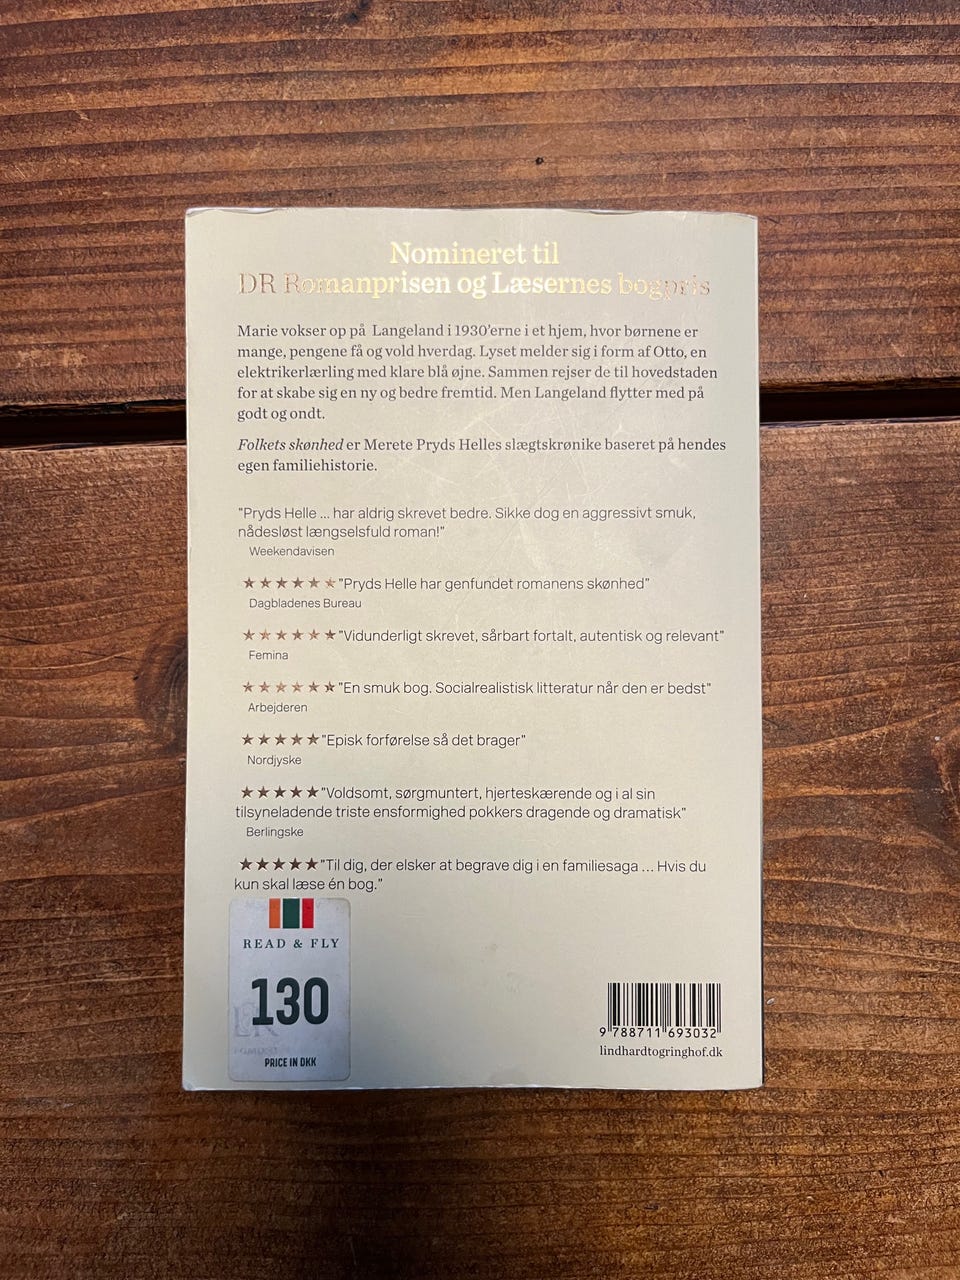 Nomineret til
DR Romanprisen og Læsernes bogpris
Marie vokser op på Langeland i 1930'erne i et hjem, hvor børnene er
mange, pengene få og vold hverdag. Lyset melder sig i form af Otto, en
elektrikerlærling med klare blå øjne. Sammen rejser de til hovedstaden
for at skabe sig en ny og bedre fremtid. Men Langeland flytter med på
godt og ondt.
Folkets skønhed er Merete Pryds Helles slægtskrønike baseret på hendes
egen familiehistorie.
"Pryds Helle ... har aldrig skrevet bedre. Sikke dog en aggressivt smuk,
nådesløst længselsfuld roman!"
Weekendavisen
★★★★★★"Pryds Helle har genfundet romanens skønhed"
Dagbladenes Bureau
★★★★★★"Vidunderligt skrevet, sårbart fortalt, autentisk og relevant"
Femina
★★★★★★"En smuk bog. Socialrealistisk litteratur når den er bedst"
Arbejderen
★★★★★"Episk forførelse så det brager"
Nordjyske
★★★★★"Voldsomt, sørgmuntert, hjerteskærende og i al sin
tilsyneladende triste ensformighed pokkers dragende og dramatisk"
Berlingske
★★★★★"Til dig, der elsker at begrave dig i en familiesaga ... Hvis du
kun skal læse én bog."
READ & FLY
130
PRICE IN DKK
9 788711 693032
lindhardtogringhof.dk